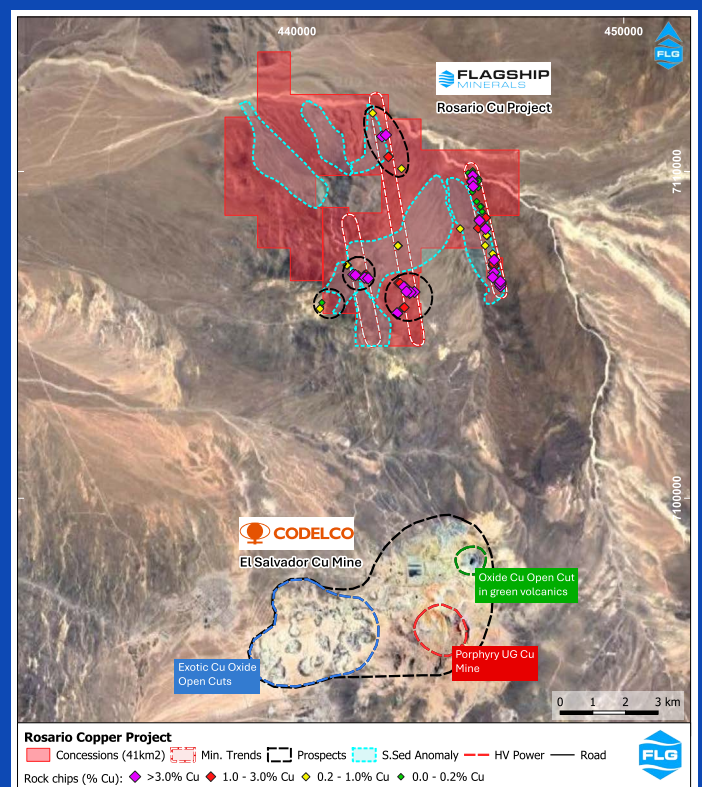 440000
450000
FLG
FLAGSHIP
MINERALS
Rosario Cu Project
7110000
7100000
CODELCO
El Salvador Cu Mine
Oxide Cu Open Cut
in green volcanics
Exotic Cu Oxide
Open Cuts
Porphyry UG Cu
Mine
0 1 2 3 km
Rosario Copper Project
Concessions (41km2) Min. Trends Prospects S.Sed Anomaly HV Power Road
Rock chips (% Cu): >3.0% Cu 1.0 - 3.0% Cu 0.2 - 1.0% Cu 0.0 - 0.2% Cu
FLG